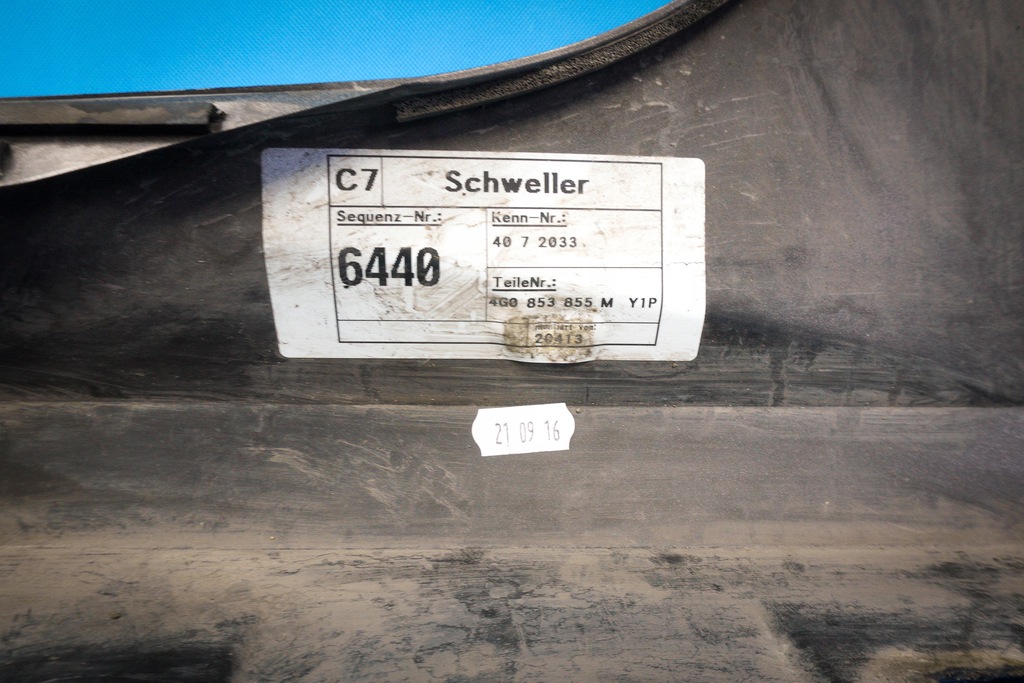 C7 Schweller
Sequenz-Nr.: Kenn-Nr.:
6440 40 7 2033
TeileNr.:
4G0 853 855 M Y1P
20413
21 09 16